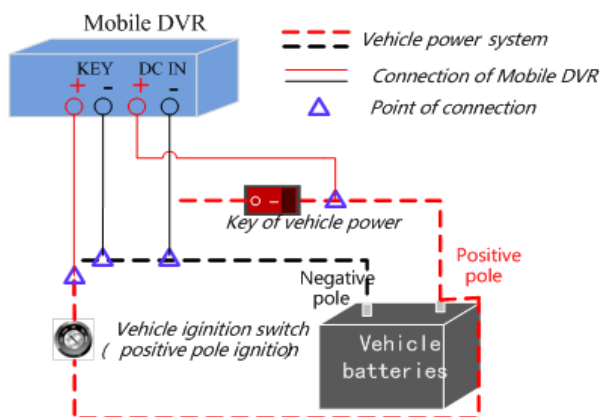 Mobile DVR
KEY DC IN
+ - + -
Vehicle power system
Connection of Mobile DVR
Point of connection
Key of vehicle power
Positive
pole
Negative
pole
Vehicle iginition switch
( positive pole ignition)
Vehicle
batteries